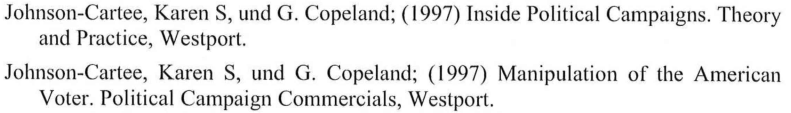 Johnson-Cartee, Karen S, und G. Copeland; (1997) Inside Political Campaigns. Theory
and Practice, Westport.
Johnson-Cartee, Karen S, und G. Copeland; (1997) Manipulation of the American
Voter. Political Campaign Commercials, Westport.